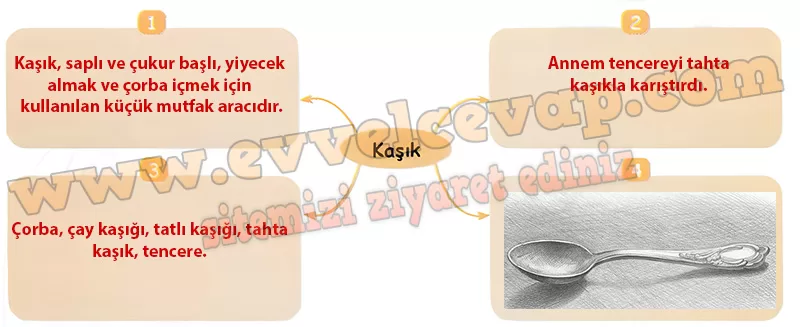 1
Kaşık, saplı ve çukur başlı, yiyecek
almak ve çorba içmek için
kullanılan küçük mutfak aracıdır.
2
Annem tencereyi tahta
kaşıkla karıştırdı.
Kaşık
www.evvelcevap.com
sitemizi ziyaret ediniz
3
Çorba, çay kaşığı, tatlı kaşığı, tahta
kaşık, tencere.
4